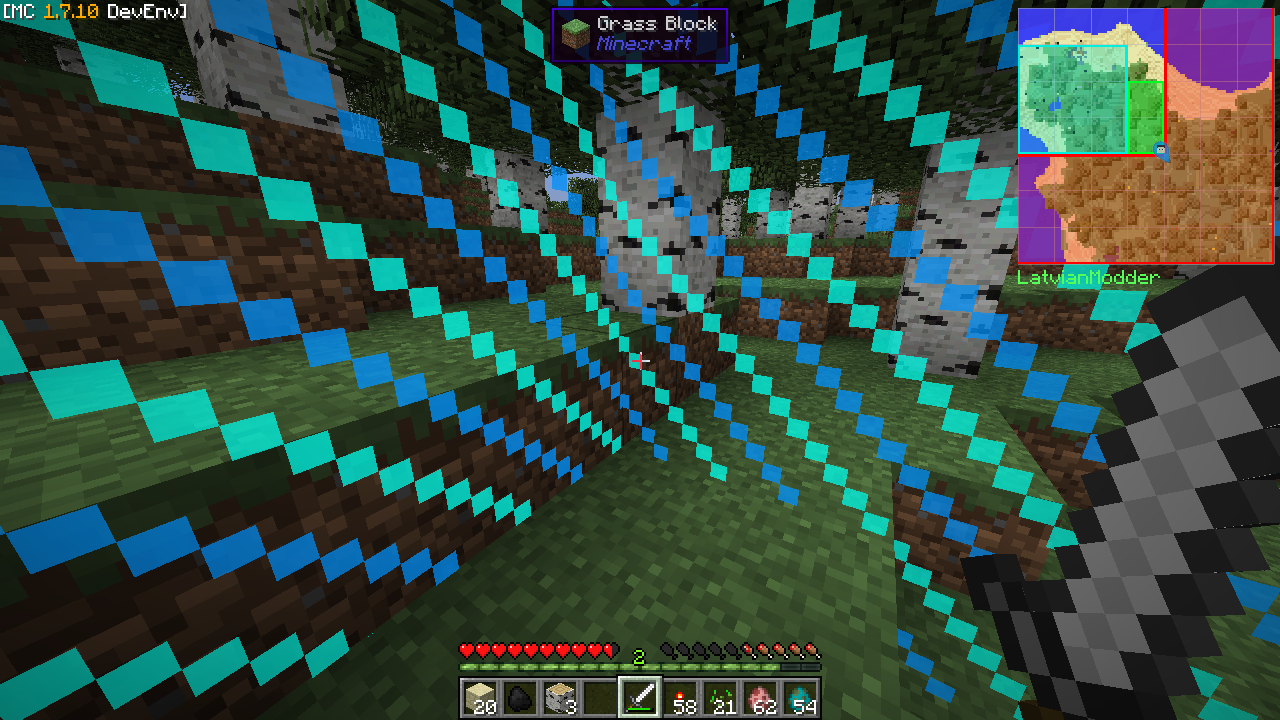 [MC 1.7.10 DevEnv]
Grass Block
Minecraft
LatvianModder
2
20
3
58
21
62
54